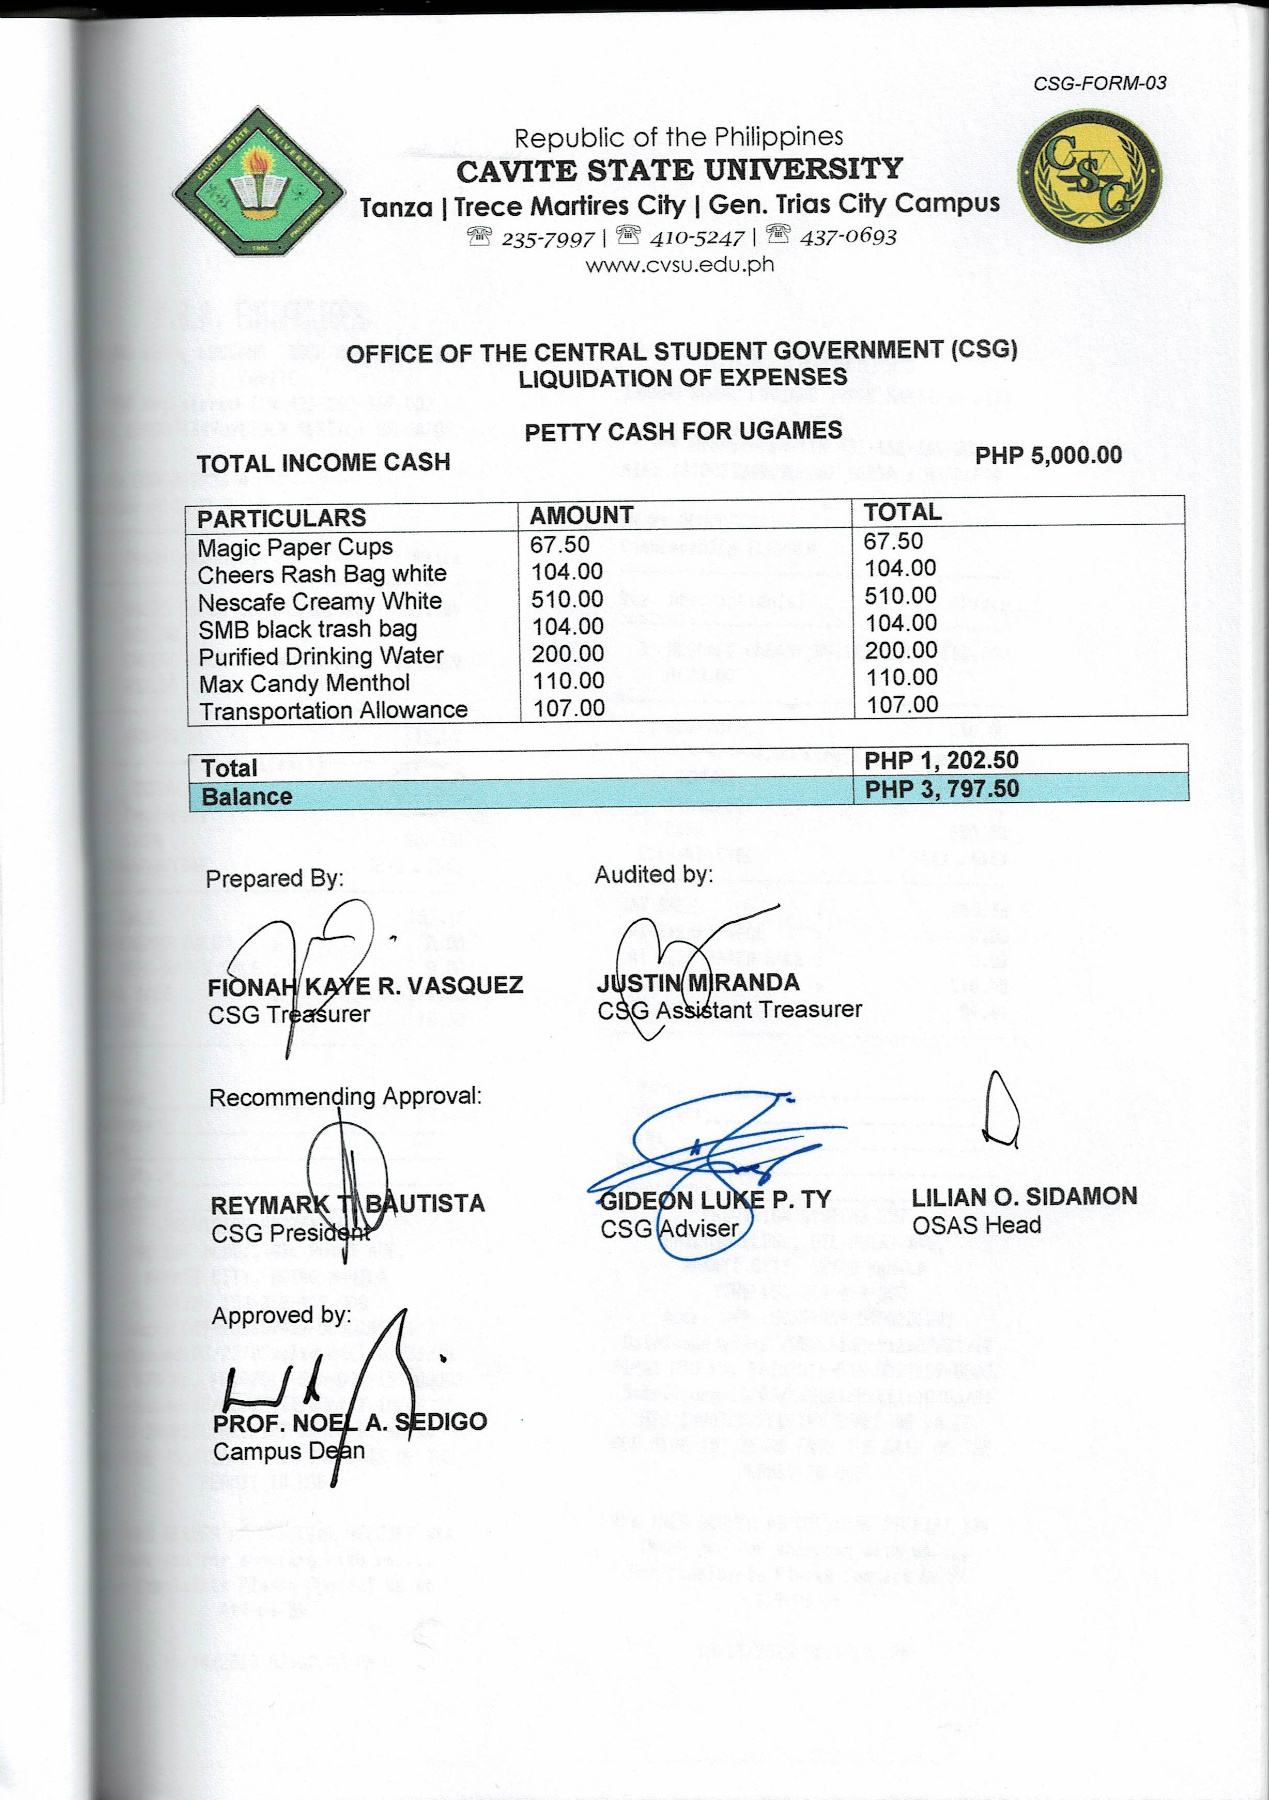 CSG-FORM-03
Republic of the Philippines
CAVITE STATE UNIVERSITY
Tanza | Trece Martires City | Gen. Trias City Campus
☏ 235-7997 | ☏ 410-5247 | ☏ 437-0693
www.cvsu.edu.ph
CAVITE STATE UNIVERSITY
CAVITE PHILIPPINES
1906
CSG
OFFICE OF THE CENTRAL STUDENT GOVERNMENT (CSG)
LIQUIDATION OF EXPENSES
PETTY CASH FOR UGAMES
TOTAL INCOME CASH PHP 5,000.00
PARTICULARS AMOUNT TOTAL
Magic Paper Cups 67.50 67.50
Cheers Rash Bag white 104.00 104.00
Nescafe Creamy White 510.00 510.00
SMB black trash bag 104.00 104.00
Purified Drinking Water 200.00 200.00
Max Candy Menthol 110.00 110.00
Transportation Allowance 107.00 107.00
Total PHP 1, 202.50
Balance PHP 3, 797.50
Prepared By: Audited by:
FIONAH KAYE R. VASQUEZ JUSTIN MIRANDA
CSG Treasurer CSG Assistant Treasurer
Recommending Approval:
REYMARK T. BAUTISTA GIDEON LUKE P. TY LILIAN O. SIDAMON
CSG President CSG Adviser OSAS Head
Approved by:
PROF. NOEL A. SEDIGO
Campus Dean